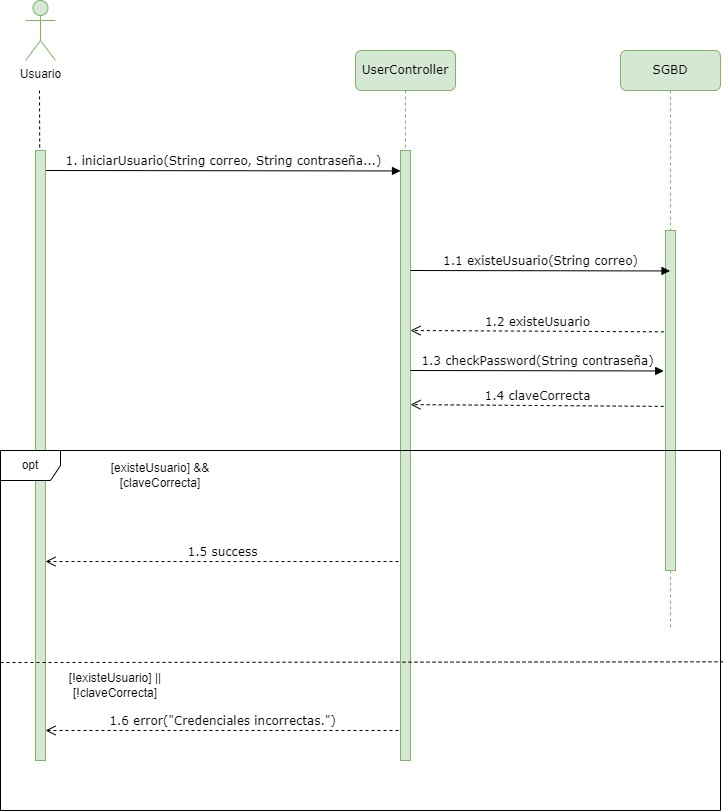 Usuario
UserController
SGBD
1. iniciarUsuario(String correo, String contraseña...)
1.1 existeUsuario(String correo)
1.2 existeUsuario
1.3 checkPassword(String contraseña)
1.4 claveCorrecta
opt
[existeUsuario] &&
[claveCorrecta]
1.5 success
[!existeUsuario] ||
[!claveCorrecta]
1.6 error("Credenciales incorrectas.")